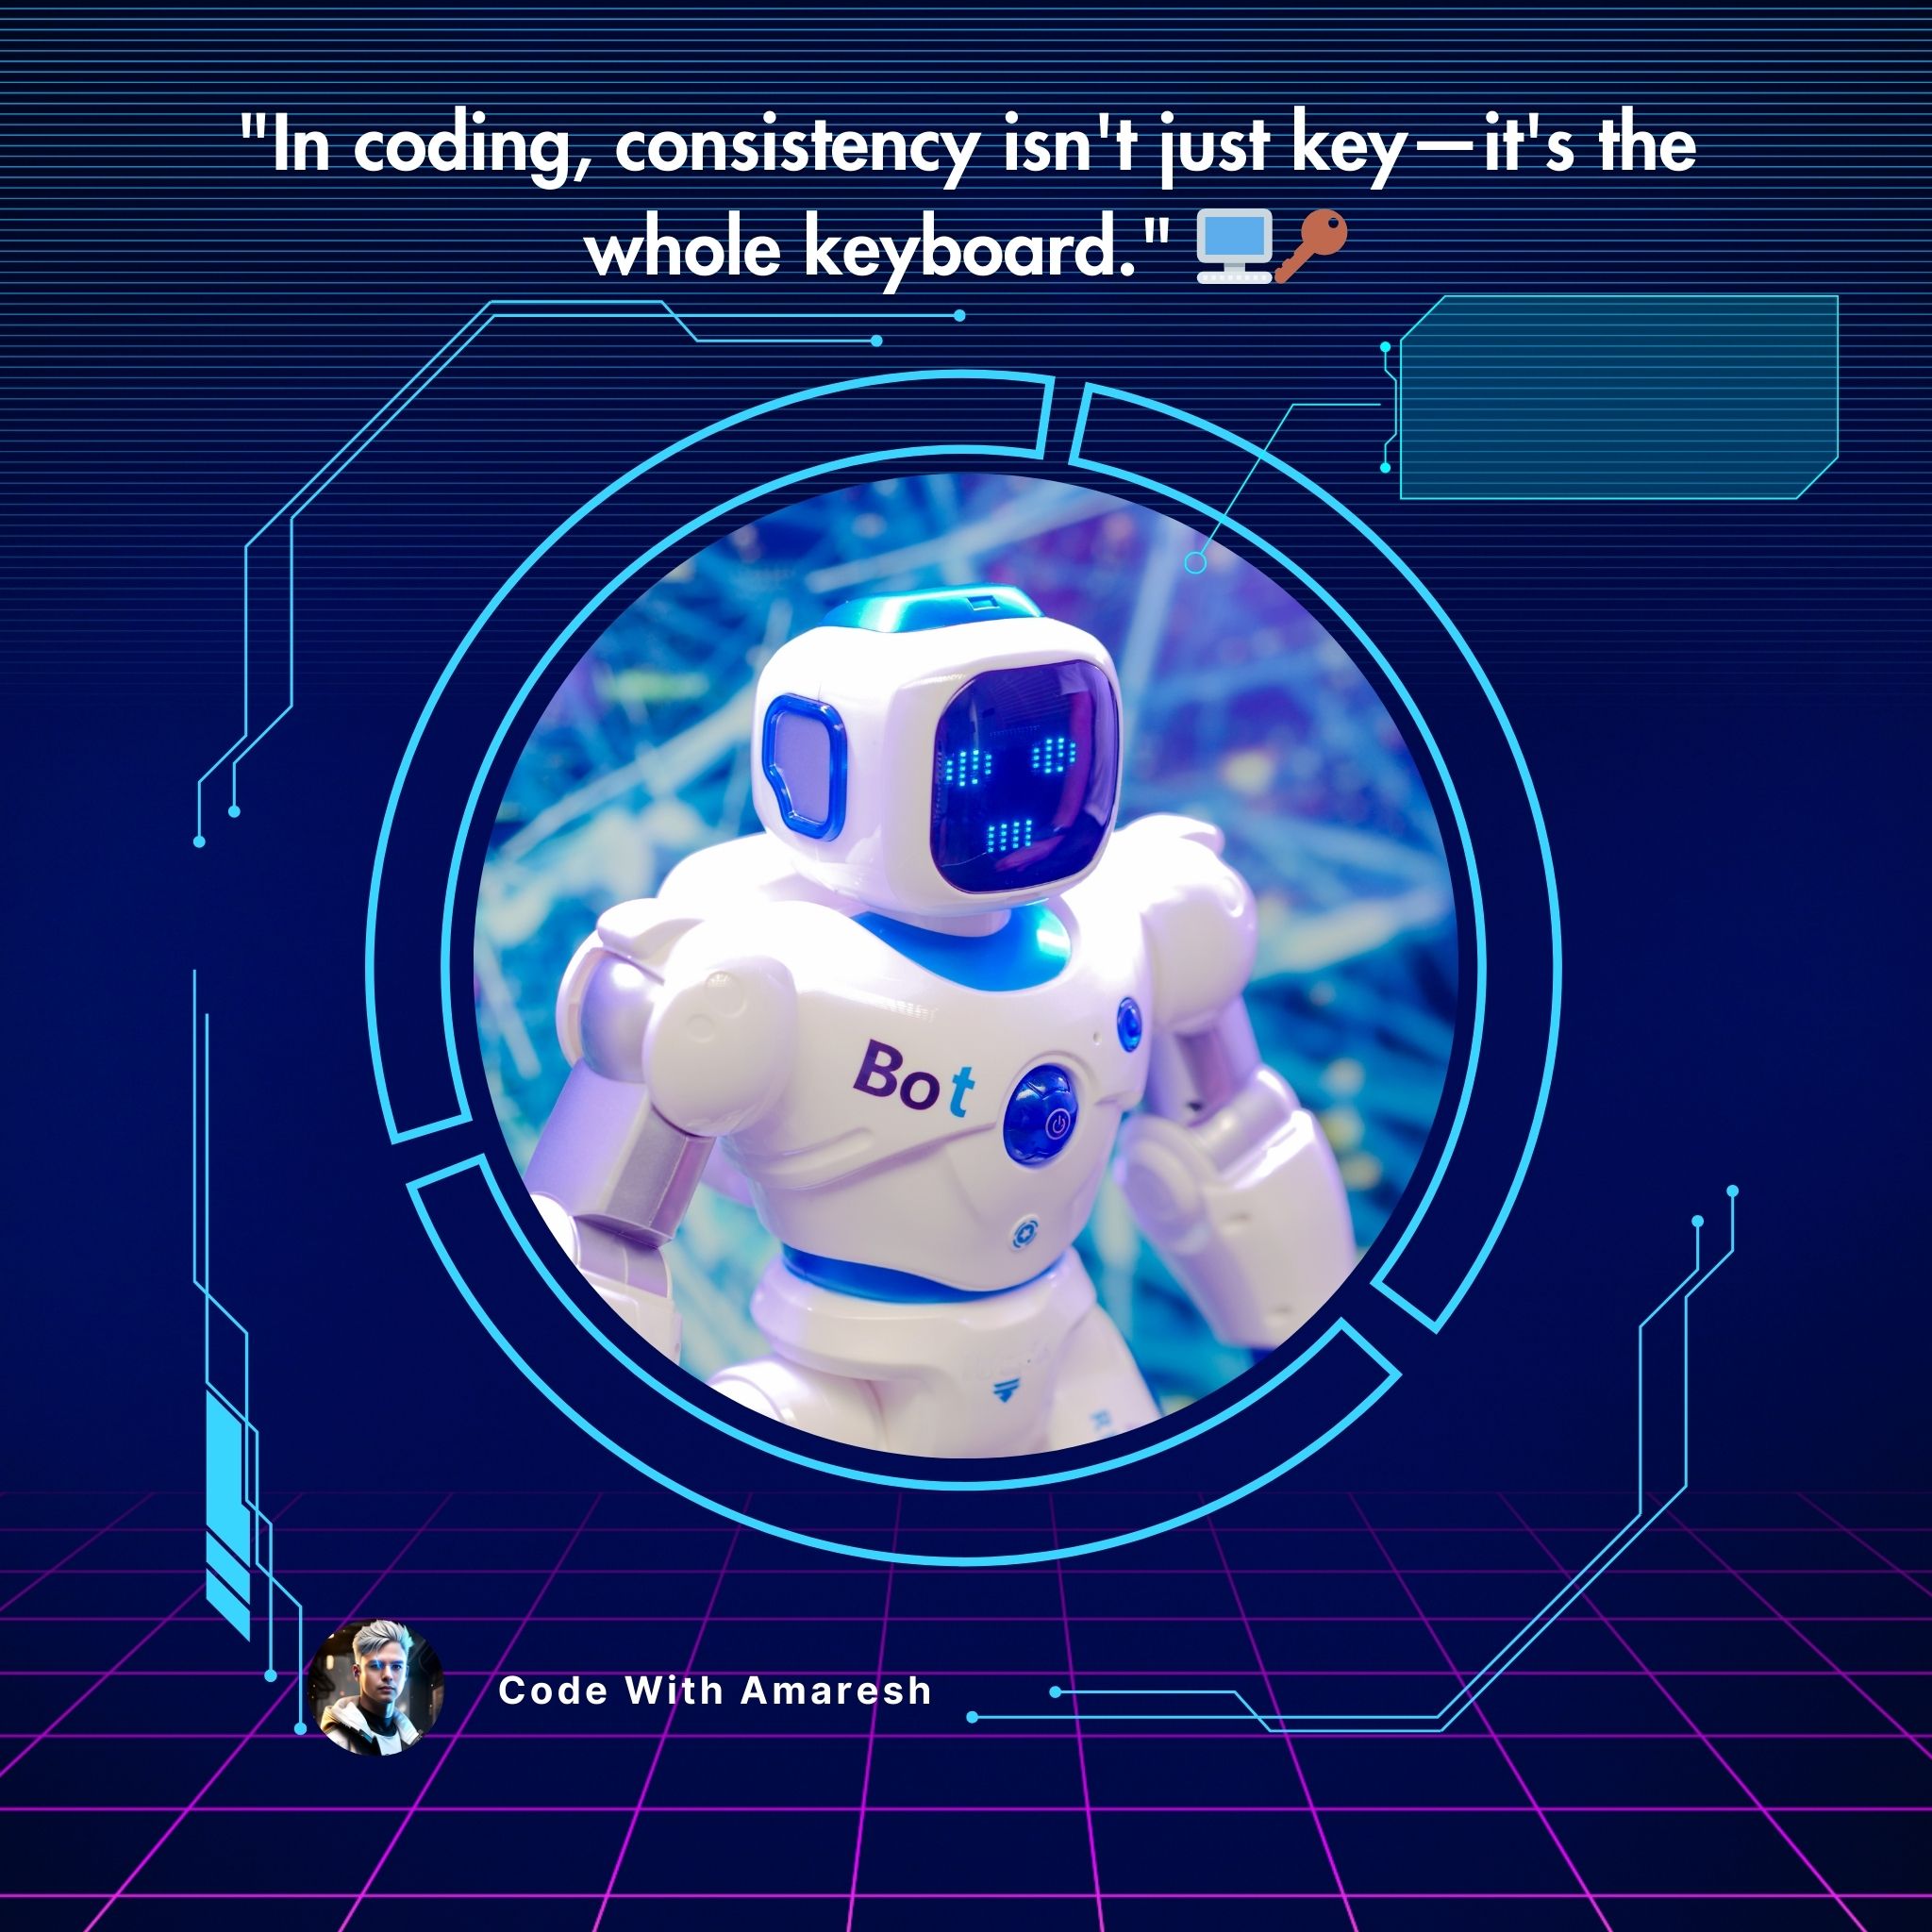 "In coding, consistency isn't just key—it's the
whole keyboard." 🖥️🔑
Bot
Code With Amaresh